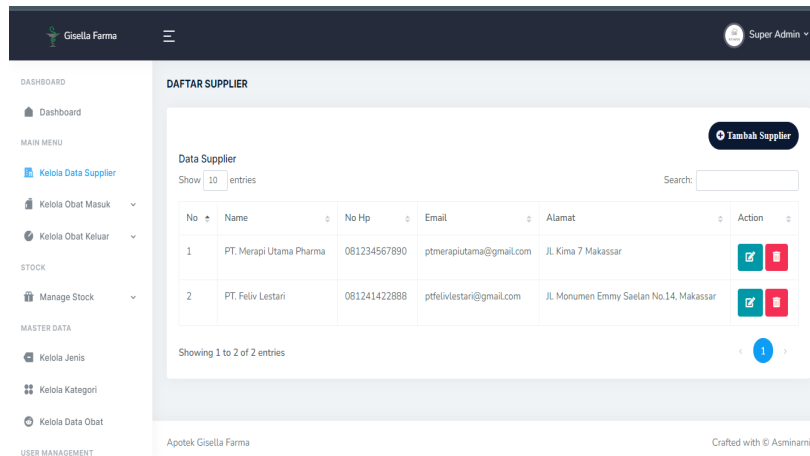 Gisella Farma
Super Admin
DASHBOARD
Dashboard
MAIN MENU
Kelola Data Supplier
Kelola Obat Masuk
Kelola Obat Keluar
STOCK
Manage Stock
MASTER DATA
Kelola Jenis
Kelola Kategori
Kelola Data Obat
USER MANAGEMENT
DAFTAR SUPPLIER
Tambah Supplier
Data Supplier
Show 10 entries
Search:
No Name No Hp Email Alamat Action
1 PT. Merapi Utama Pharma 081234567890 ptmerapiutama@gmail.com Jl. Kima 7 Makassar
2 PT. Feliv Lestari 081241422888 ptfelivlestari@gmail.com Jl. Monumen Emmy Saelan No.14, Makassar
Showing 1 to 2 of 2 entries
1
Apotek Gisella Farma
Crafted with © Asminarni